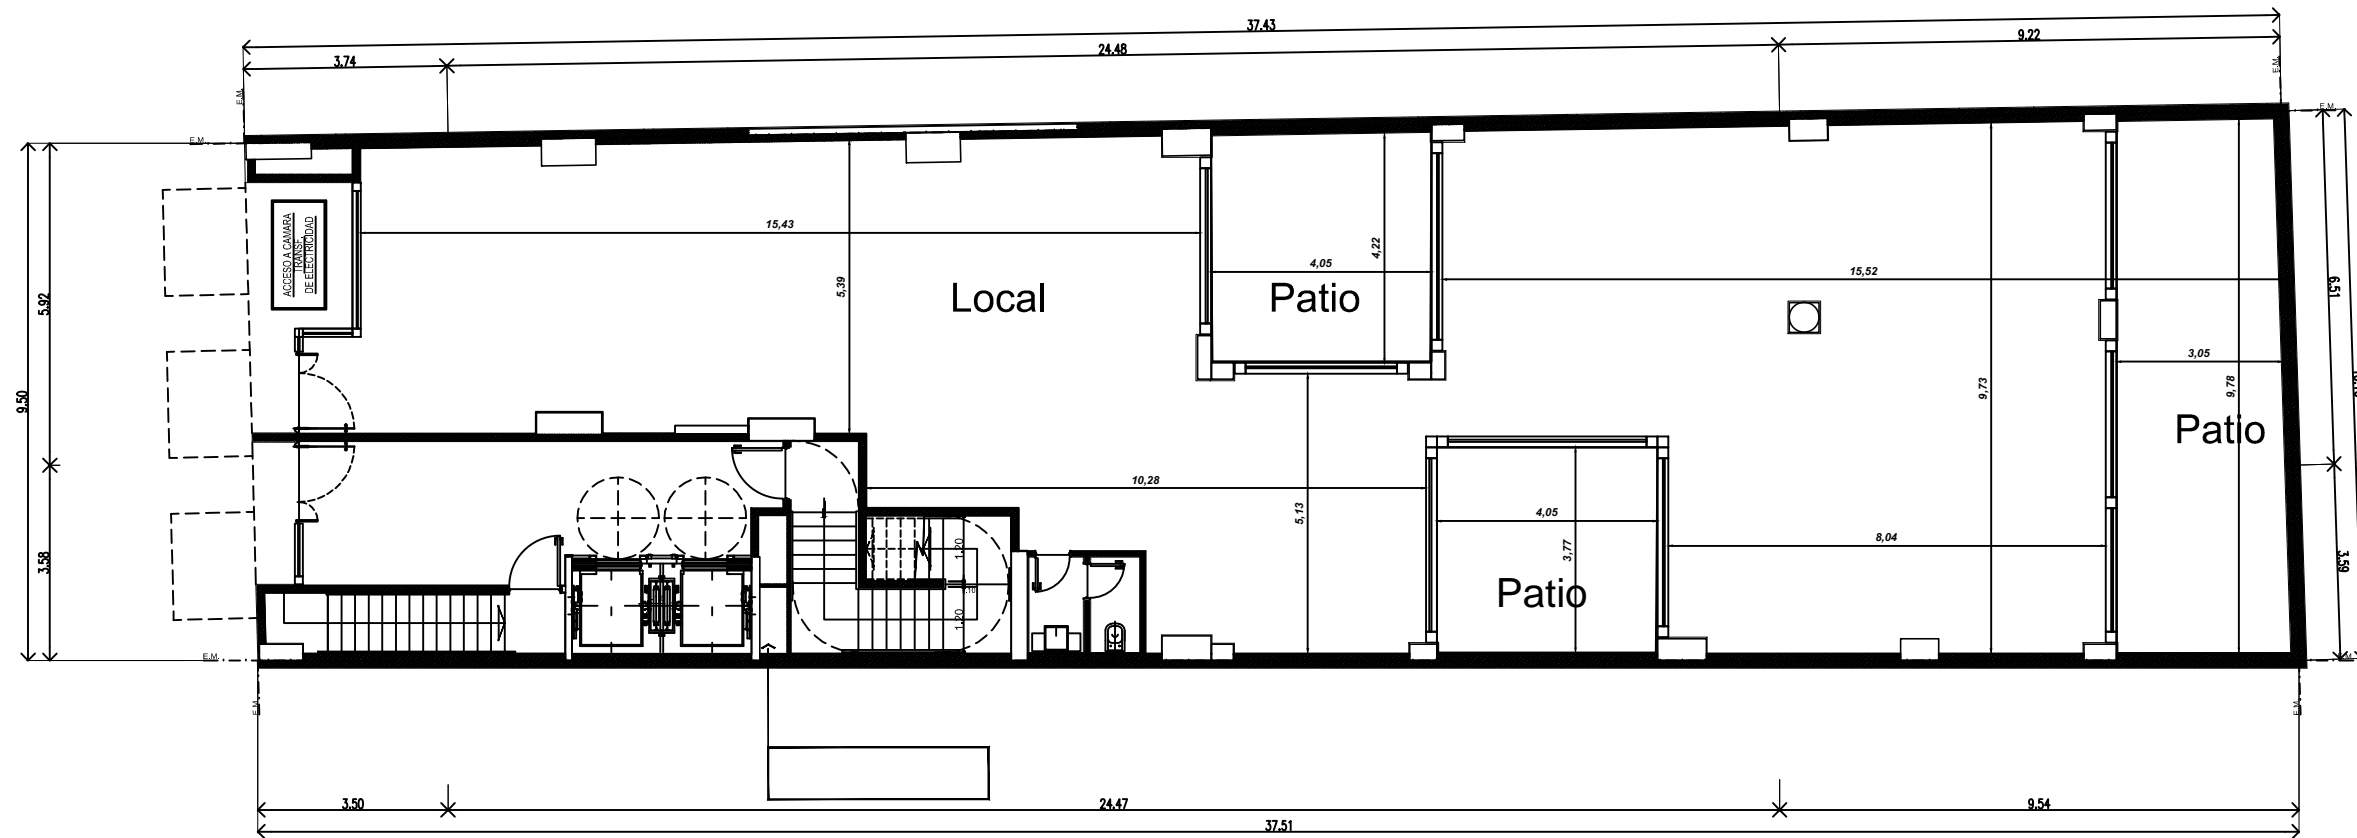 37.43
3.74
24.48
9.22
E.M.
E.M.
E.M.
E.M.
ACCESO A CAMARA
TRANSF.
DE ELECTRICIDAD
15,43
5,39
Local
4,05
4,22
Patio
15,52
9,73
3,05
9,78
Patio
6.51
3.59
9.50
5.92
3.58
10,28
5,13
4,05
3,77
Patio
8,04
1.20
1.20
E.M.
E.M.
E.M.
E.M.
3.50
24.47
9.54
37.51